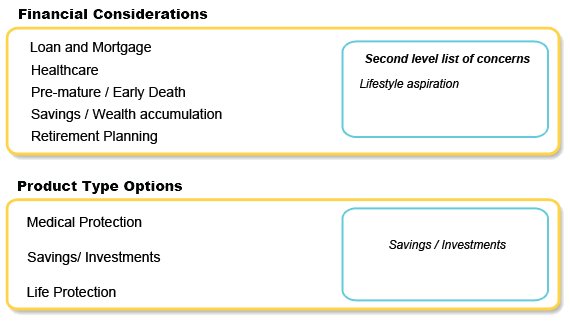 Financial Considerations
Loan and Mortgage
Healthcare
Pre-mature / Early Death
Savings / Wealth accumulation
Retirement Planning
Second level list of concerns
Lifestyle aspiration
Product Type Options
Medical Protection
Savings/ Investments
Life Protection
Savings / Investments